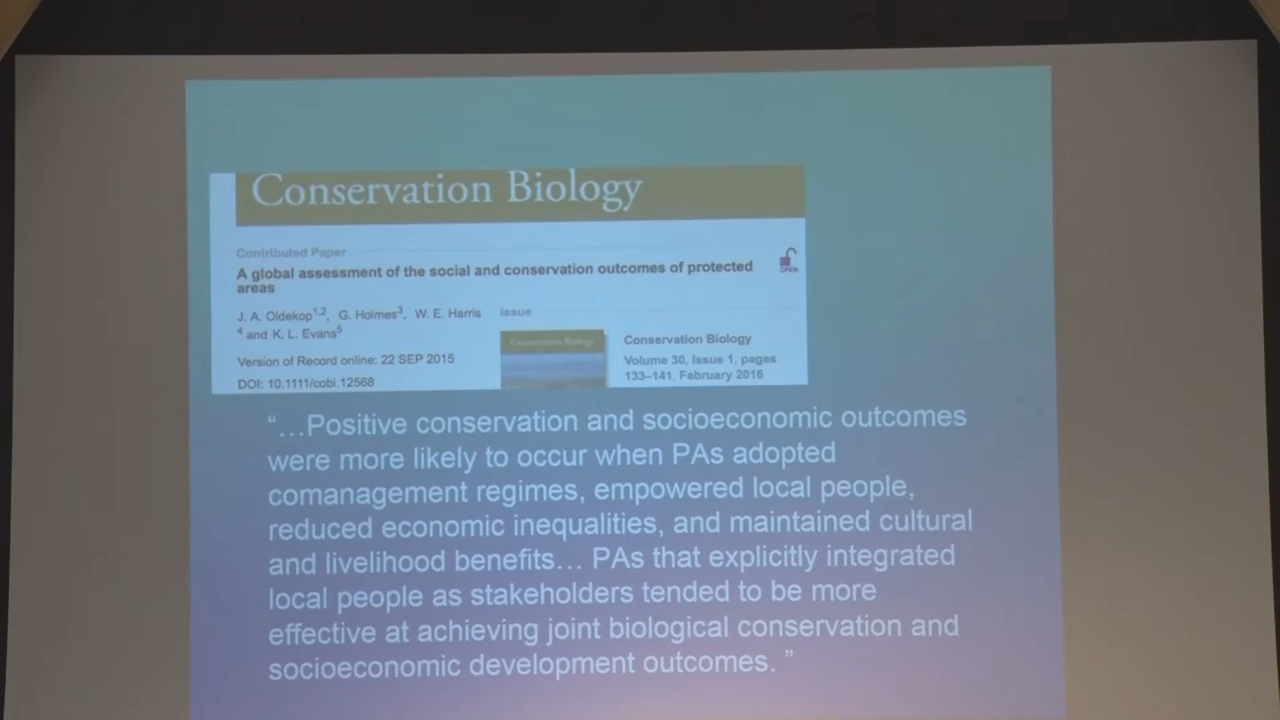 Conservation Biology
Contributed Paper
A global assessment of the social and conservation outcomes of protected
areas
OPEN
J. A. Oldekop1,2, G. Holmes3, W. E. Harris
4 and K. L. Evans5
Version of Record online: 22 SEP 2015
DOI: 10.1111/cobi.12568
Issue
Conservation Biology
Conservation Biology
Volume 30, Issue 1, pages
133–141, February 2016
“…Positive conservation and socioeconomic outcomes
were more likely to occur when PAs adopted
comanagement regimes, empowered local people,
reduced economic inequalities, and maintained cultural
and livelihood benefits… PAs that explicitly integrated
local people as stakeholders tended to be more
effective at achieving joint biological conservation and
socioeconomic development outcomes. ”